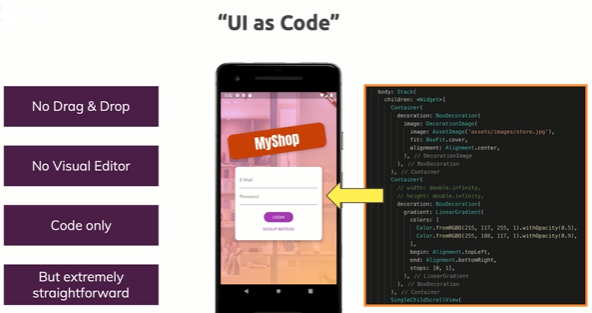 “UI as Code”
No Drag & Drop
No Visual Editor
Code only
But extremely
straightforward
MyShop
E-Mail
Password
LOGIN
SIGNUP INSTEAD
body: Stack(
children: <Widget>[
Container(
decoration: BoxDecoration(
image: DecorationImage(
image: AssetImage('assets/images/store.jpg'),
fit: BoxFit.cover,
alignment: Alignment.center,
), // DecorationImage
), // BoxDecoration
), // Container
Container(
// width: double.infinity,
// height: double.infinity,
decoration: BoxDecoration(
gradient: LinearGradient(
colors: [
Color.fromRGBO(215, 117, 255, 1).withOpacity(0.5),
Color.fromRGBO(255, 188, 117, 1).withOpacity(0.9),
],
begin: Alignment.topLeft,
end: Alignment.bottomRight,
stops: [0, 1],
), // LinearGradient
), // BoxDecoration
), // Container
SingleChildScrollView(